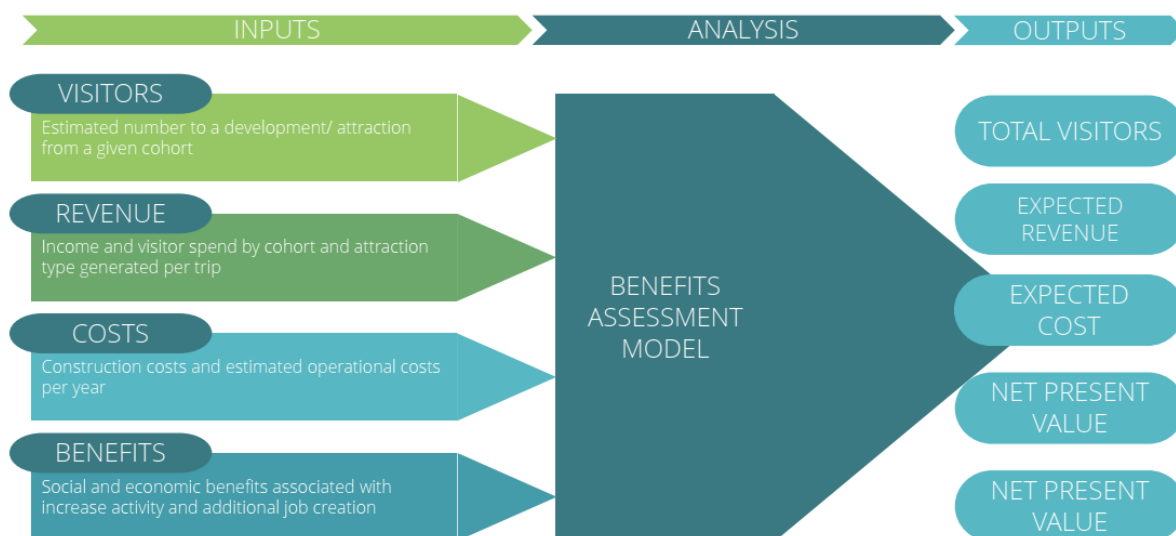 INPUTS
ANALYSIS
OUTPUTS
VISITORS
Estimated number to a development/ attraction
from a given cohort
REVENUE
Income and visitor spend by cohort and attraction
type generated per trip
COSTS
Construction costs and estimated operational costs
per year
BENEFITS
Social and economic benefits associated with
increase activity and additional job creation
BENEFITS
ASSESSMENT
MODEL
TOTAL VISITORS
EXPECTED
REVENUE
EXPECTED
COST
NET PRESENT
VALUE
NET PRESENT
VALUE